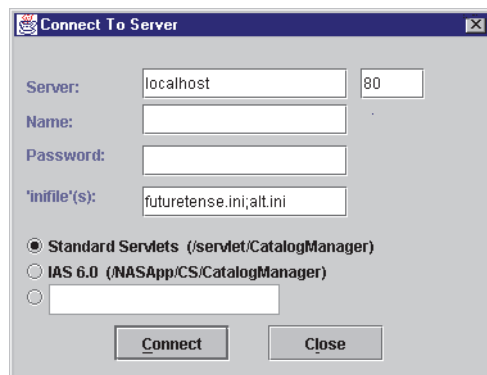 Connect To Server
Server: localhost 80
Name:
Password:
'inifile'(s): futuretense.ini;alt.ini
Standard Servlets (/servlet/CatalogManager)
IAS 6.0 (/NASApp/CS/CatalogManager)
Connect Close